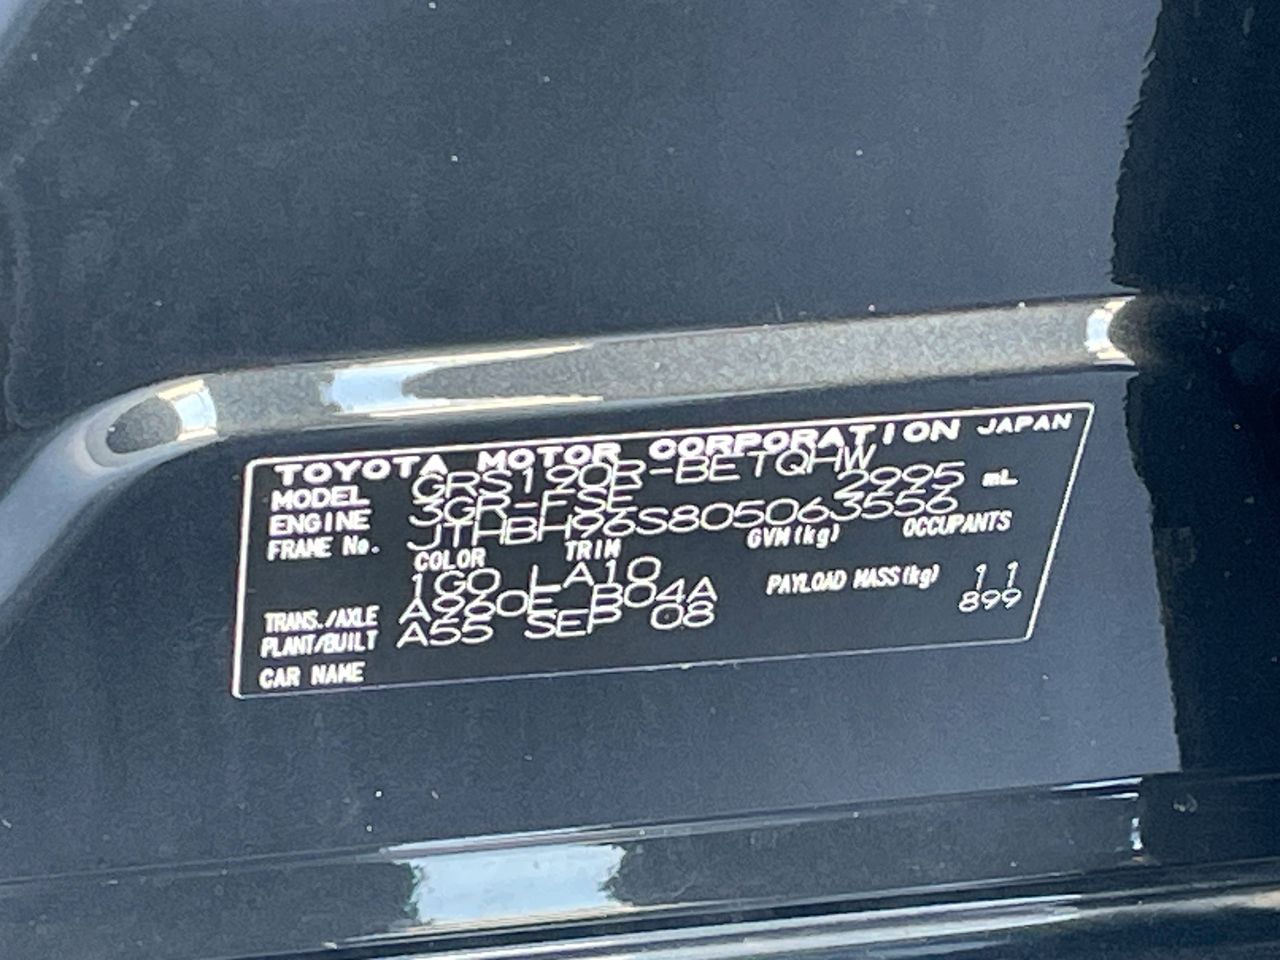 TOYOTA MOTOR CORPORATION JAPAN
MODEL GRS190R-BETQHW
ENGINE 3GR-FSE 2995 mL
FRAME No. JTHBH96S805063556
COLOR TRIM GVM(kg) OCCUPANTS
1G0 LA10
TRANS./AXLE A960E B04A PAYLOAD MASS(kg) 11
PLANT/BUILT A55 SEP 08 899
CAR NAME